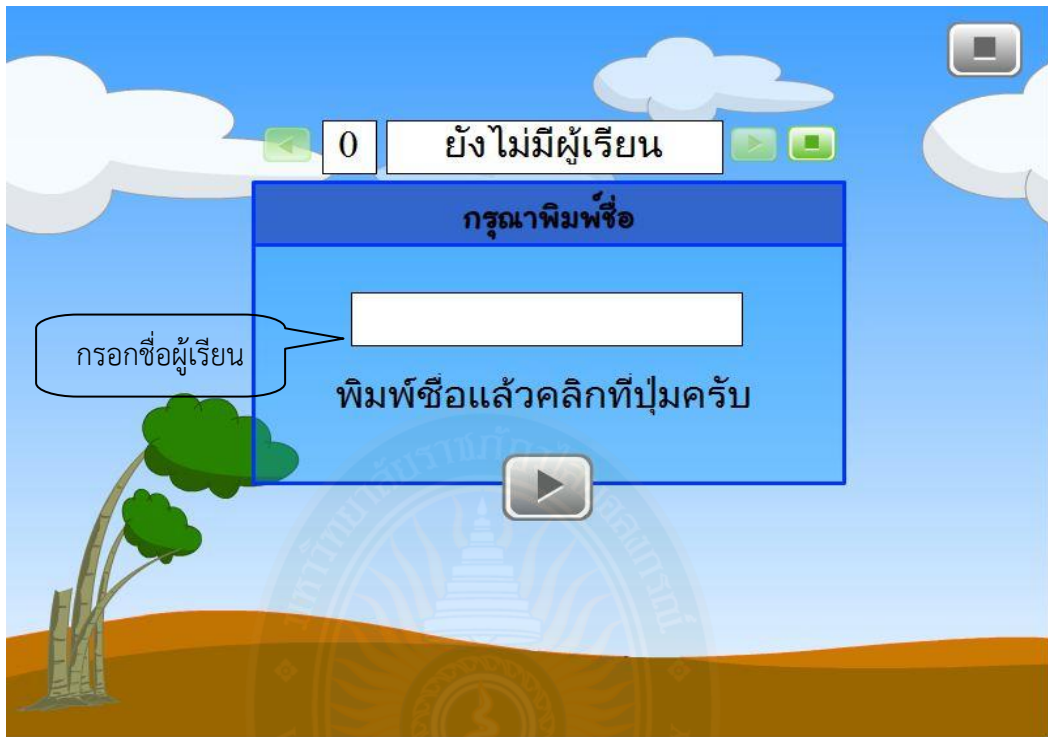 0 ยังไม่มีผู้เรียน
กรุณาพิมพ์ชื่อ
กรอกชื่อผู้เรียน
พิมพ์ชื่อแล้วคลิกที่ปุ่มครับ